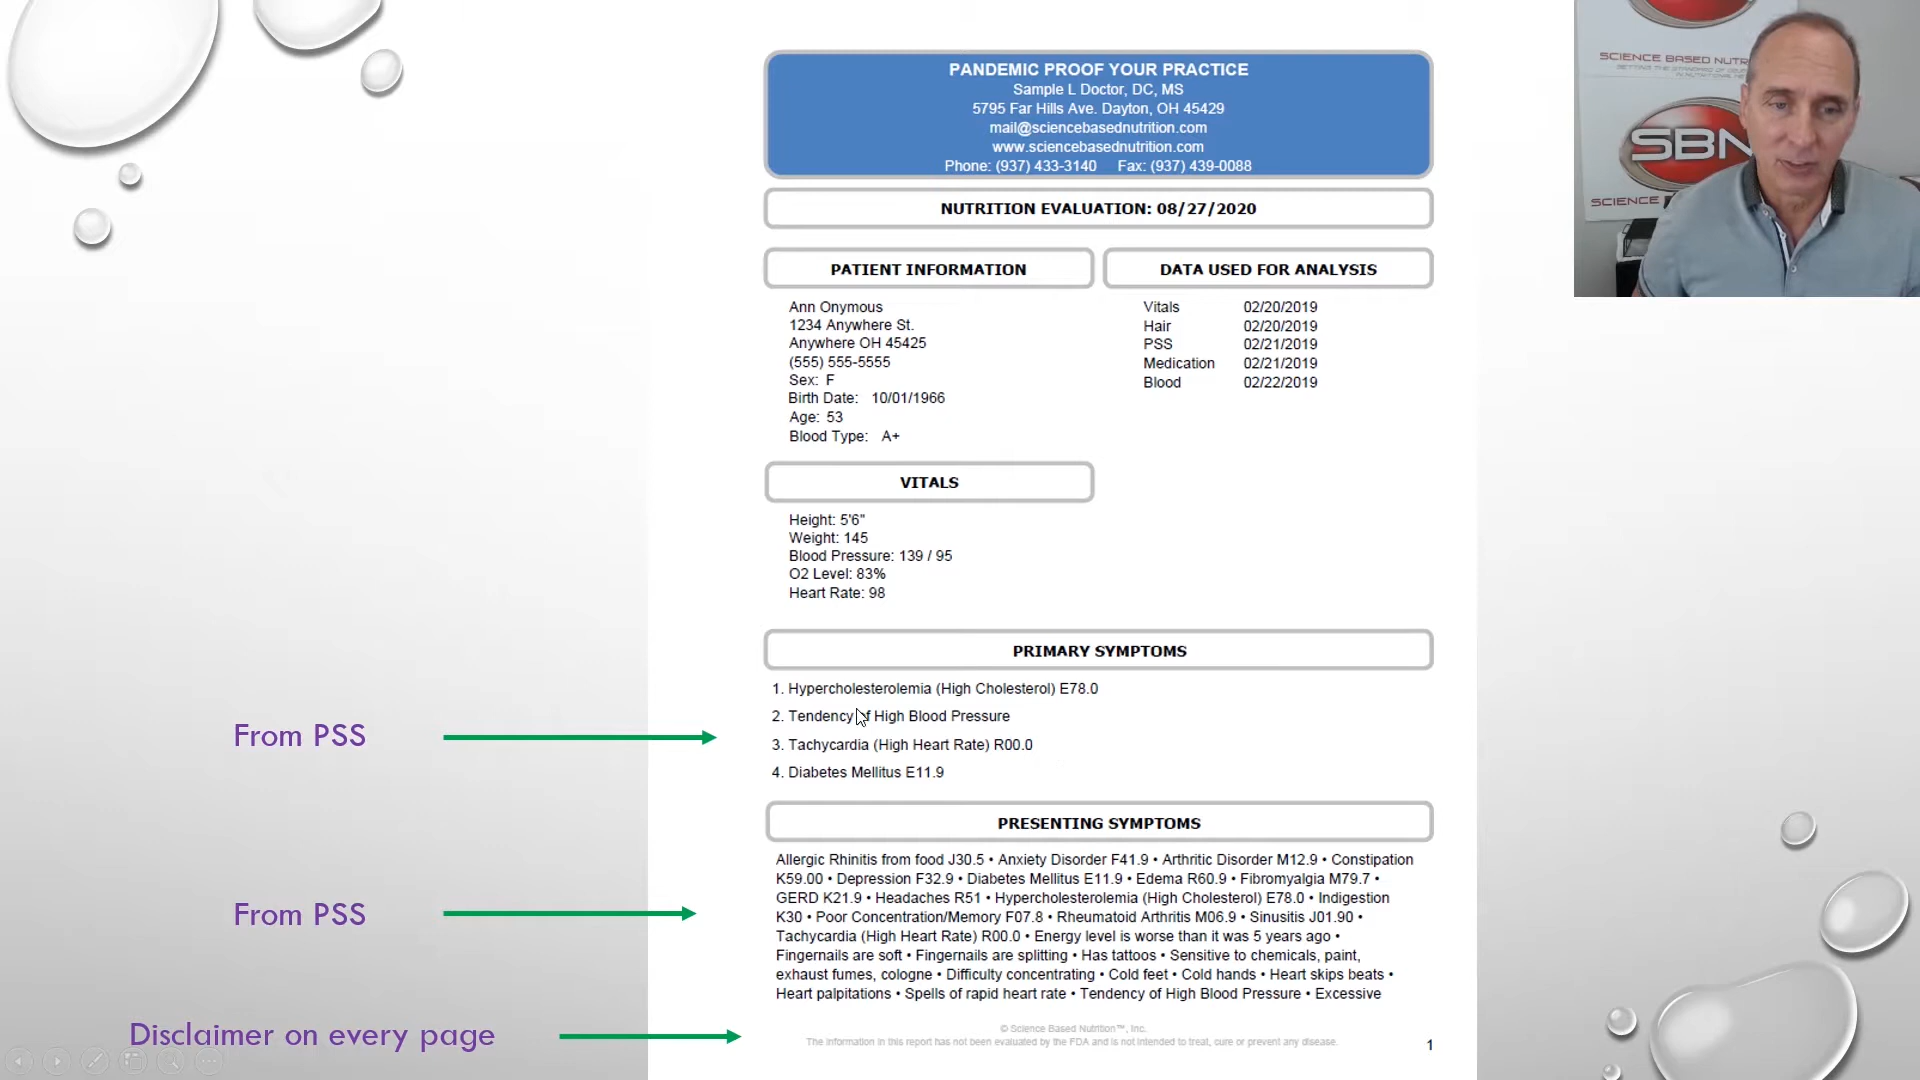 PANDEMIC PROOF YOUR PRACTICE
Sample L Doctor, DC, MS
5795 Far Hills Ave. Dayton, OH 45429
mail@sciencebasednutrition.com
www.sciencebasednutrition.com
Phone: (937) 433-3140 Fax: (937) 439-0088
NUTRITION EVALUATION: 08/27/2020
PATIENT INFORMATION
Ann Onymous
1234 Anywhere St.
Anywhere OH 45425
(555) 555-5555
Sex: F
Birth Date: 10/01/1966
Age: 53
Blood Type: A+
DATA USED FOR ANALYSIS
Vitals 02/20/2019
Hair 02/20/2019
PSS 02/21/2019
Medication 02/21/2019
Blood 02/22/2019
VITALS
Height: 5'6"
Weight: 145
Blood Pressure: 139 / 95
O2 Level: 83%
Heart Rate: 98
PRIMARY SYMPTOMS
1. Hypercholesterolemia (High Cholesterol) E78.0
2. Tendency of High Blood Pressure
3. Tachycardia (High Heart Rate) R00.0
4. Diabetes Mellitus E11.9
From PSS
PRESENTING SYMPTOMS
Allergic Rhinitis from food J30.5 • Anxiety Disorder F41.9 • Arthritic Disorder M12.9 • Constipation
K59.00 • Depression F32.9 • Diabetes Mellitus E11.9 • Edema R60.9 • Fibromyalgia M79.7 •
GERD K21.9 • Headaches R51 • Hypercholesterolemia (High Cholesterol) E78.0 • Indigestion
K30 • Poor Concentration/Memory F07.8 • Rheumatoid Arthritis M06.9 • Sinusitis J01.90 •
Tachycardia (High Heart Rate) R00.0 • Energy level is worse than it was 5 years ago •
Fingernails are soft • Fingernails are splitting • Has tattoos • Sensitive to chemicals, paint,
exhaust fumes, cologne • Difficulty concentrating • Cold feet • Cold hands • Heart skips beats •
Heart palpitations • Spells of rapid heart rate • Tendency of High Blood Pressure • Excessive
From PSS
Disclaimer on every page
© Science Based Nutrition™, Inc.
The information in this report has not been evaluated by the FDA and is not intended to treat, cure or prevent any disease.
1
SCIENCE BASED NUTR
SBN
SCIENCE